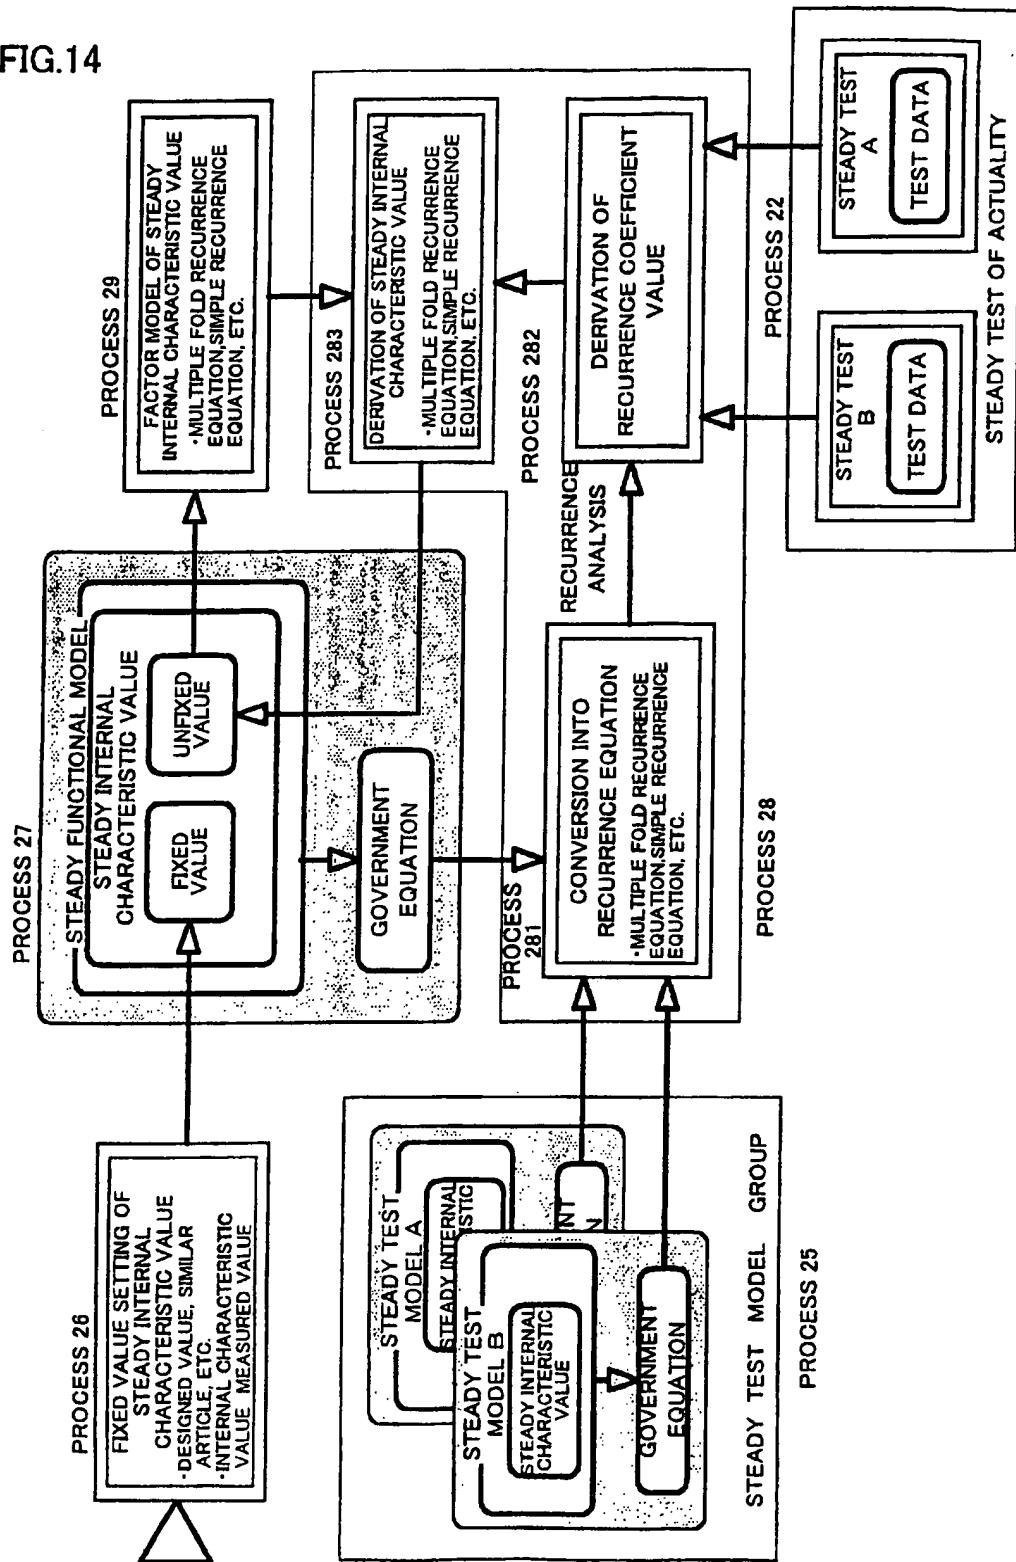 FIG.14
PROCESS 26
FIXED VALUE SETTING OF
STEADY INTERNAL
CHARACTERISTIC VALUE
·DESIGNED VALUE, SIMILAR
ARTICLE, ETC.
·INTERNAL CHARACTERISTIC
VALUE MEASURED VALUE
PROCESS 27
STEADY FUNCTIONAL MODEL
STEADY INTERNAL
CHARACTERISTIC VALUE
FIXED
VALUE
UNFIXED
VALUE
GOVERNMENT
EQUATION
PROCESS 29
FACTOR MODEL OF STEADY
INTERNAL CHARACTERISTIC VALUE
·MULTIPLE FOLD RECURRENCE
EQUATION,SIMPLE RECURRENCE
EQUATION, ETC.
PROCESS 283
DERIVATION OF STEADY INTERNAL
CHARACTERISTIC VALUE
·MULTIPLE FOLD RECURRENCE
EQUATION,SIMPLE RECURRENCE
EQUATION, ETC.
PROCESS 282
RECURRENCE
ANALYSIS
DERIVATION OF
RECURRENCE COEFFICIENT
VALUE
PROCESS
281
CONVERSION INTO
RECURRENCE EQUATION
·MULTIPLE FOLD RECURRENCE
EQUATION,SIMPLE RECURRENCE
EQUATION, ETC.
PROCESS 28
STEADY TEST
MODEL A
STEADY INTERNAL
ISTIC
NT
N
STEADY TEST
MODEL B
STEADY INTERNAL
CHARACTERISTIC
VALUE
GOVERNMENT
EQUATION
STEADY TEST MODEL GROUP
PROCESS 25
PROCESS 22
STEADY TEST
B
TEST DATA
STEADY TEST
A
TEST DATA
STEADY TEST OF ACTUALITY